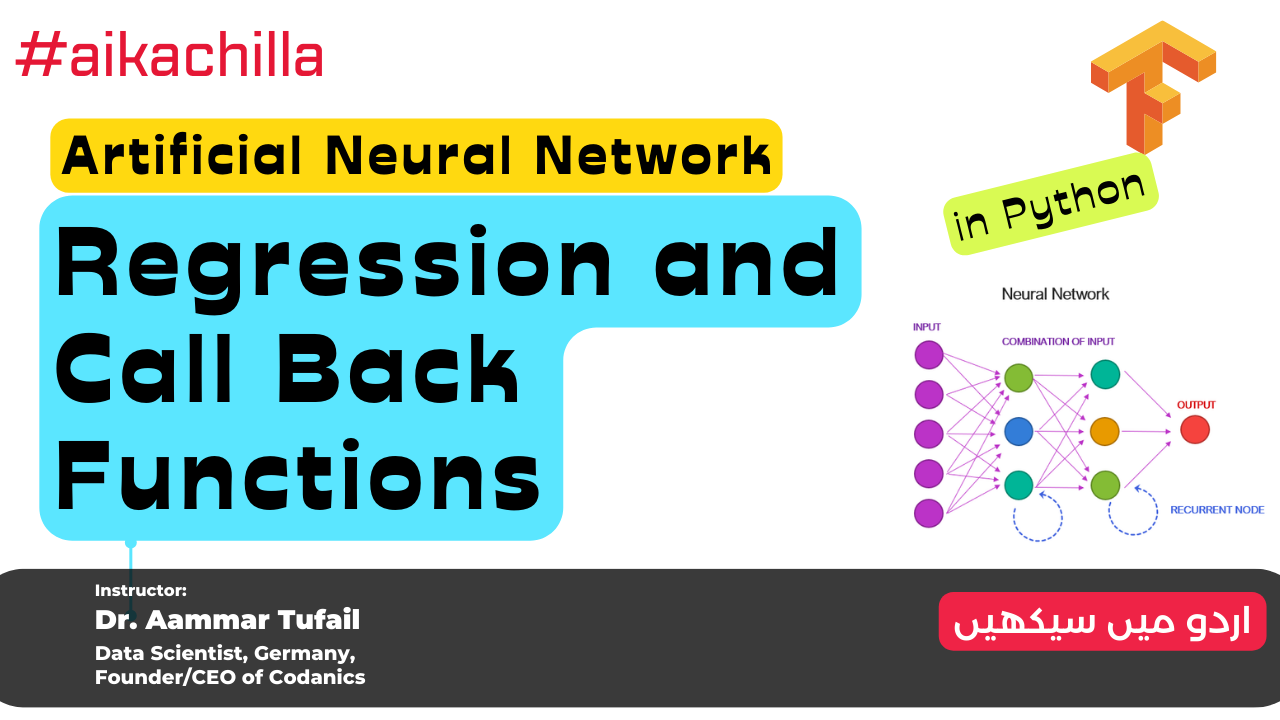 #aikachilla
Artificial Neural Network
Regression and
Call Back
Functions
in Python
Neural Network
INPUT
COMBINATION OF INPUT
OUTPUT
RECURRENT NODE
Instructor:
Dr. Aammar Tufail
Data Scientist, Germany,
Founder/CEO of Codanics
اردو میں سیکھیں